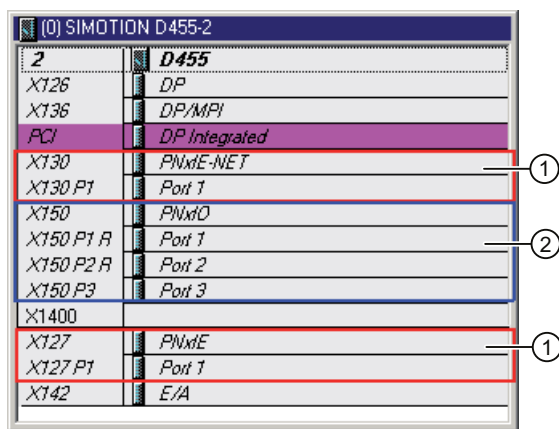 (0) SIMOTION D455-2
2 D455
X126 DP
X136 DP/MPI
PCI DP Integrated
X130 PNxIE-NET
X130 P1 Port 1
X150 PNxIO
X150 P1 R Port 1
X150 P2 R Port 2
X150 P3 Port 3
X1400
X127 PNxIE
X127 P1 Port 1
X142 E/A
1
2
1